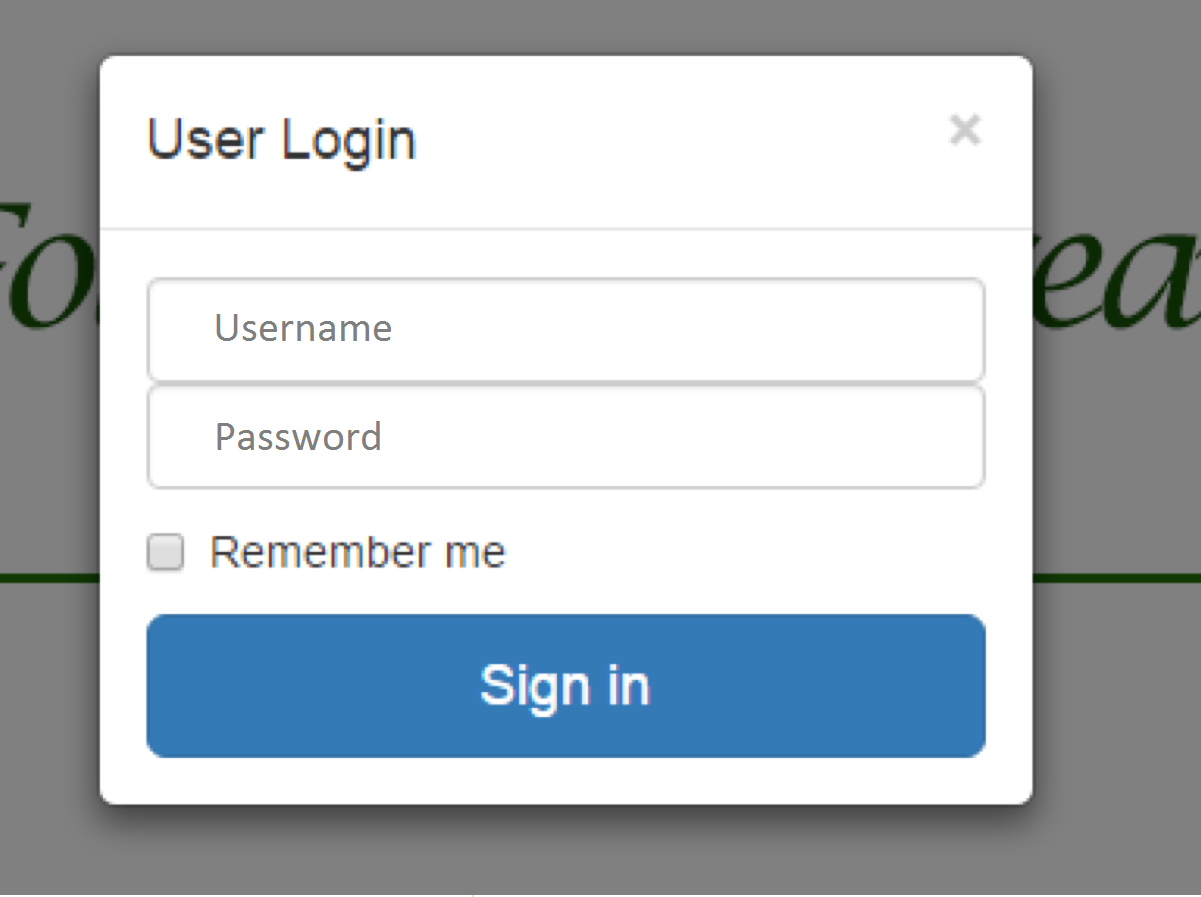 User Login
×
Username
Password
Remember me
Sign in